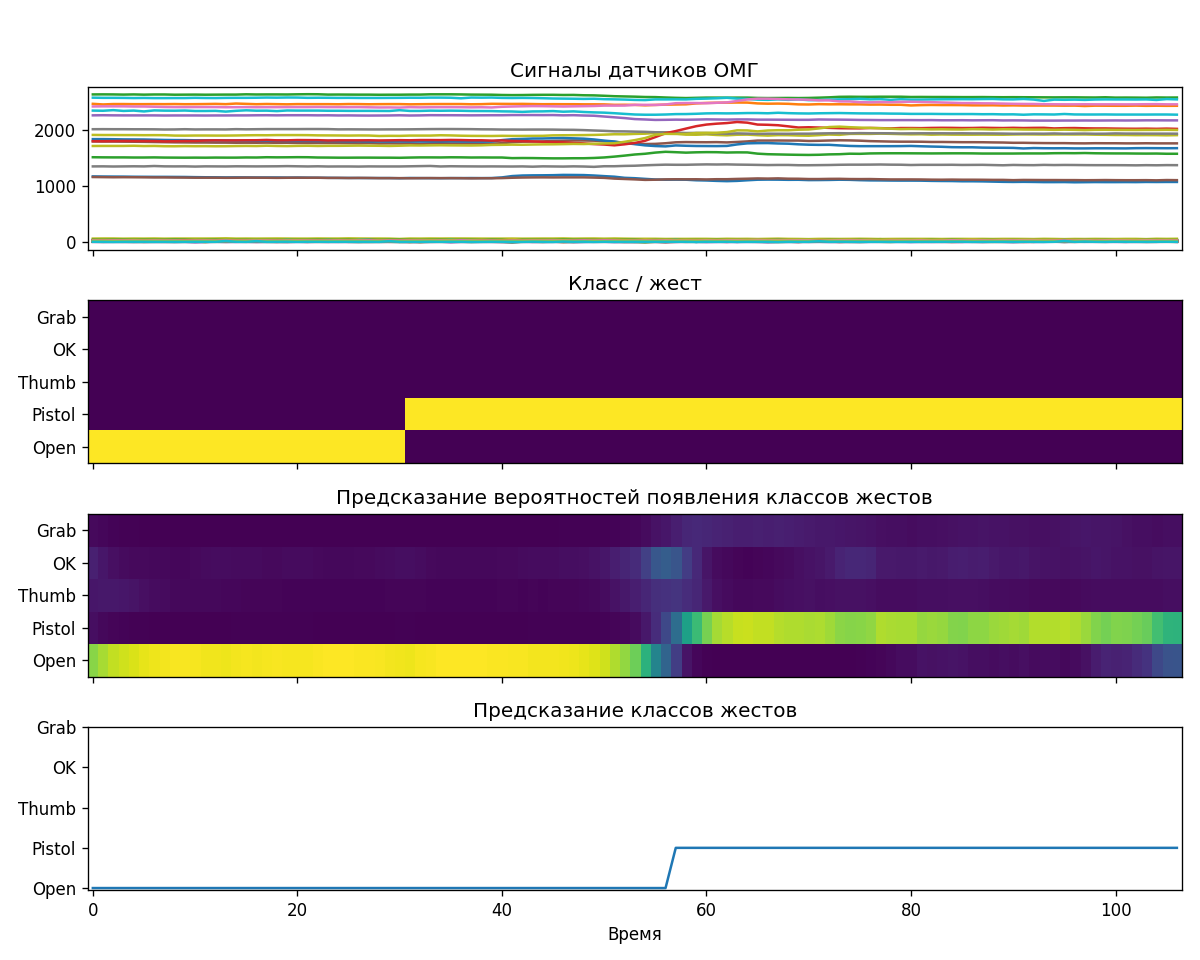 Сигналы датчиков ОМГ
2000
1000
0
Класс / жест
Grab
OK
Thumb
Pistol
Open
Предсказание вероятностей появления классов жестов
Grab
OK
Thumb
Pistol
Open
Предсказание классов жестов
Grab
OK
Thumb
Pistol
Open
0 20 40 60 80 100
Время